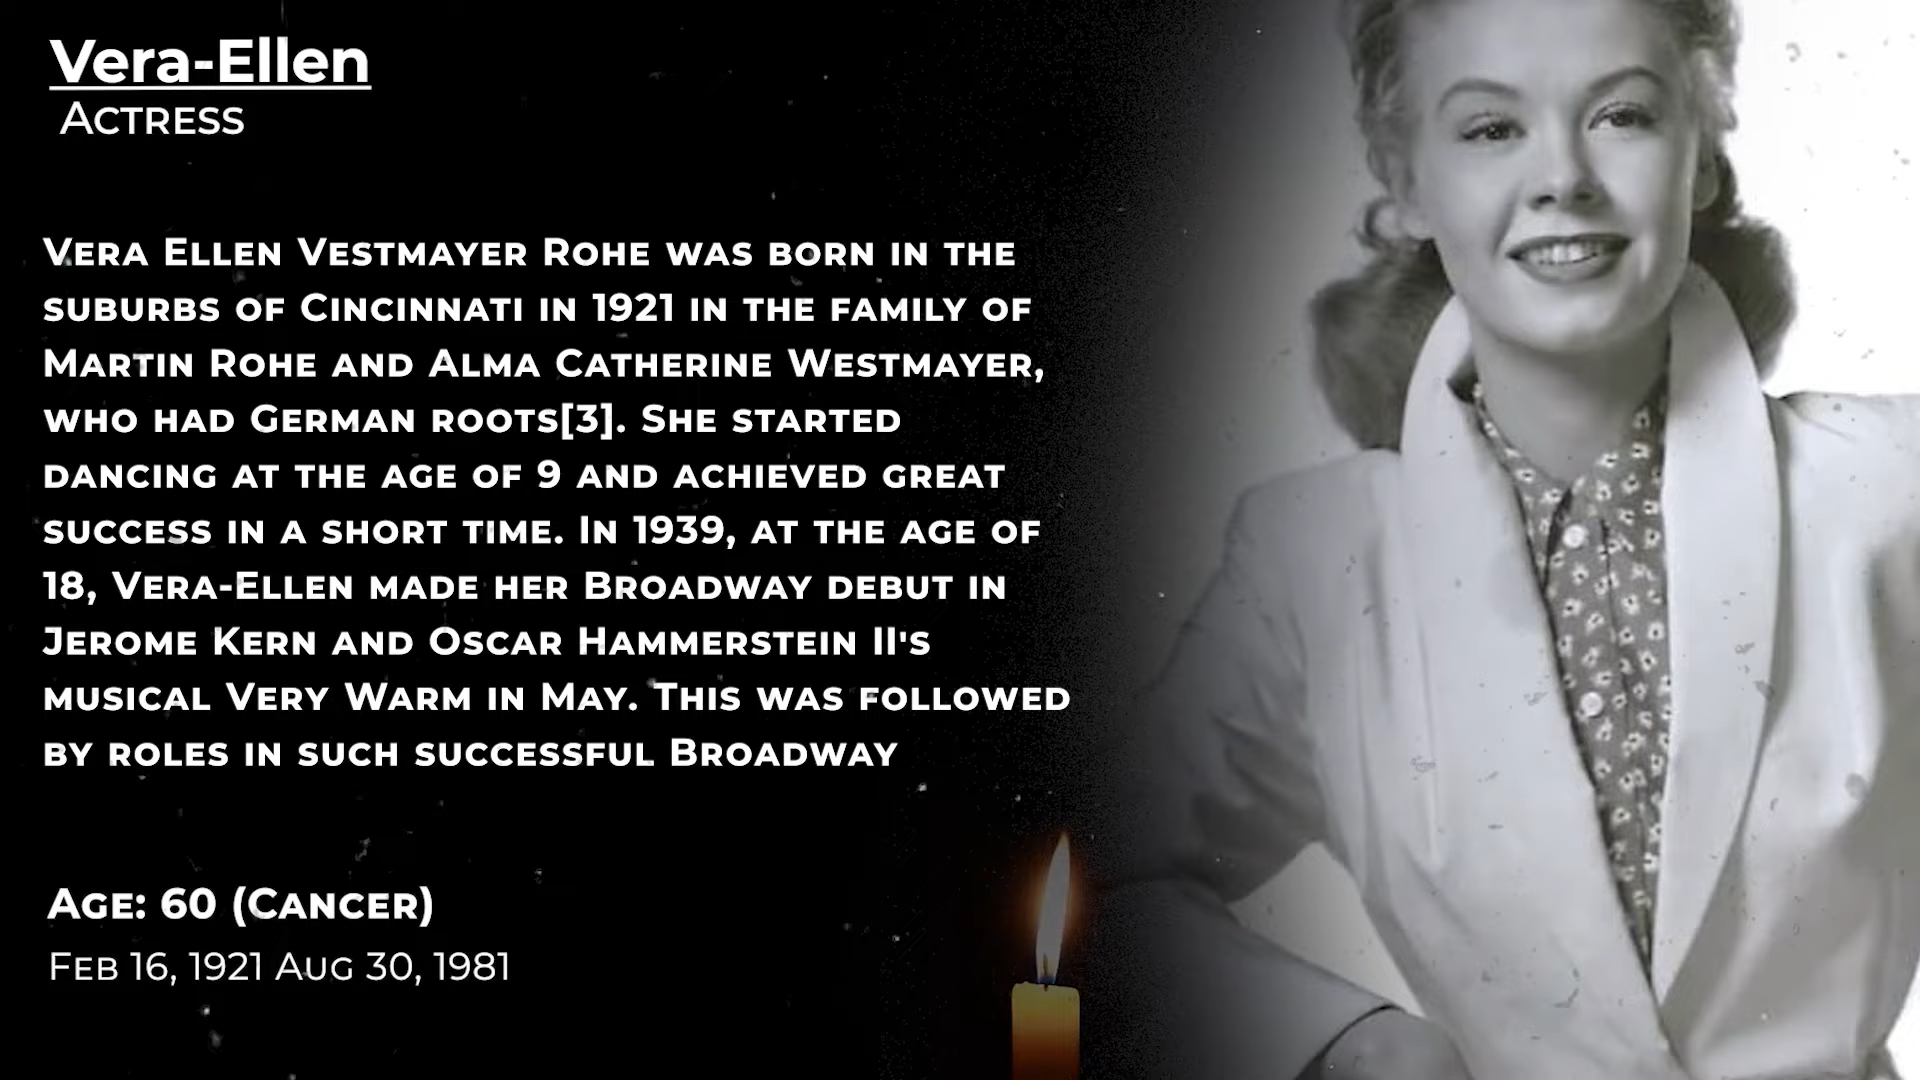 Vera-Ellen
Actress
Vera Ellen Vestmayer Rohe was born in the
suburbs of Cincinnati in 1921 in the family of
Martin Rohe and Alma Catherine Westmayer,
who had German roots[3]. She started
dancing at the age of 9 and achieved great
success in a short time. In 1939, at the age of
18, Vera-Ellen made her Broadway debut in
Jerome Kern and Oscar Hammerstein II's
musical Very Warm in May. This was followed
by roles in such successful Broadway
Age: 60 (Cancer)
Feb 16, 1921 Aug 30, 1981